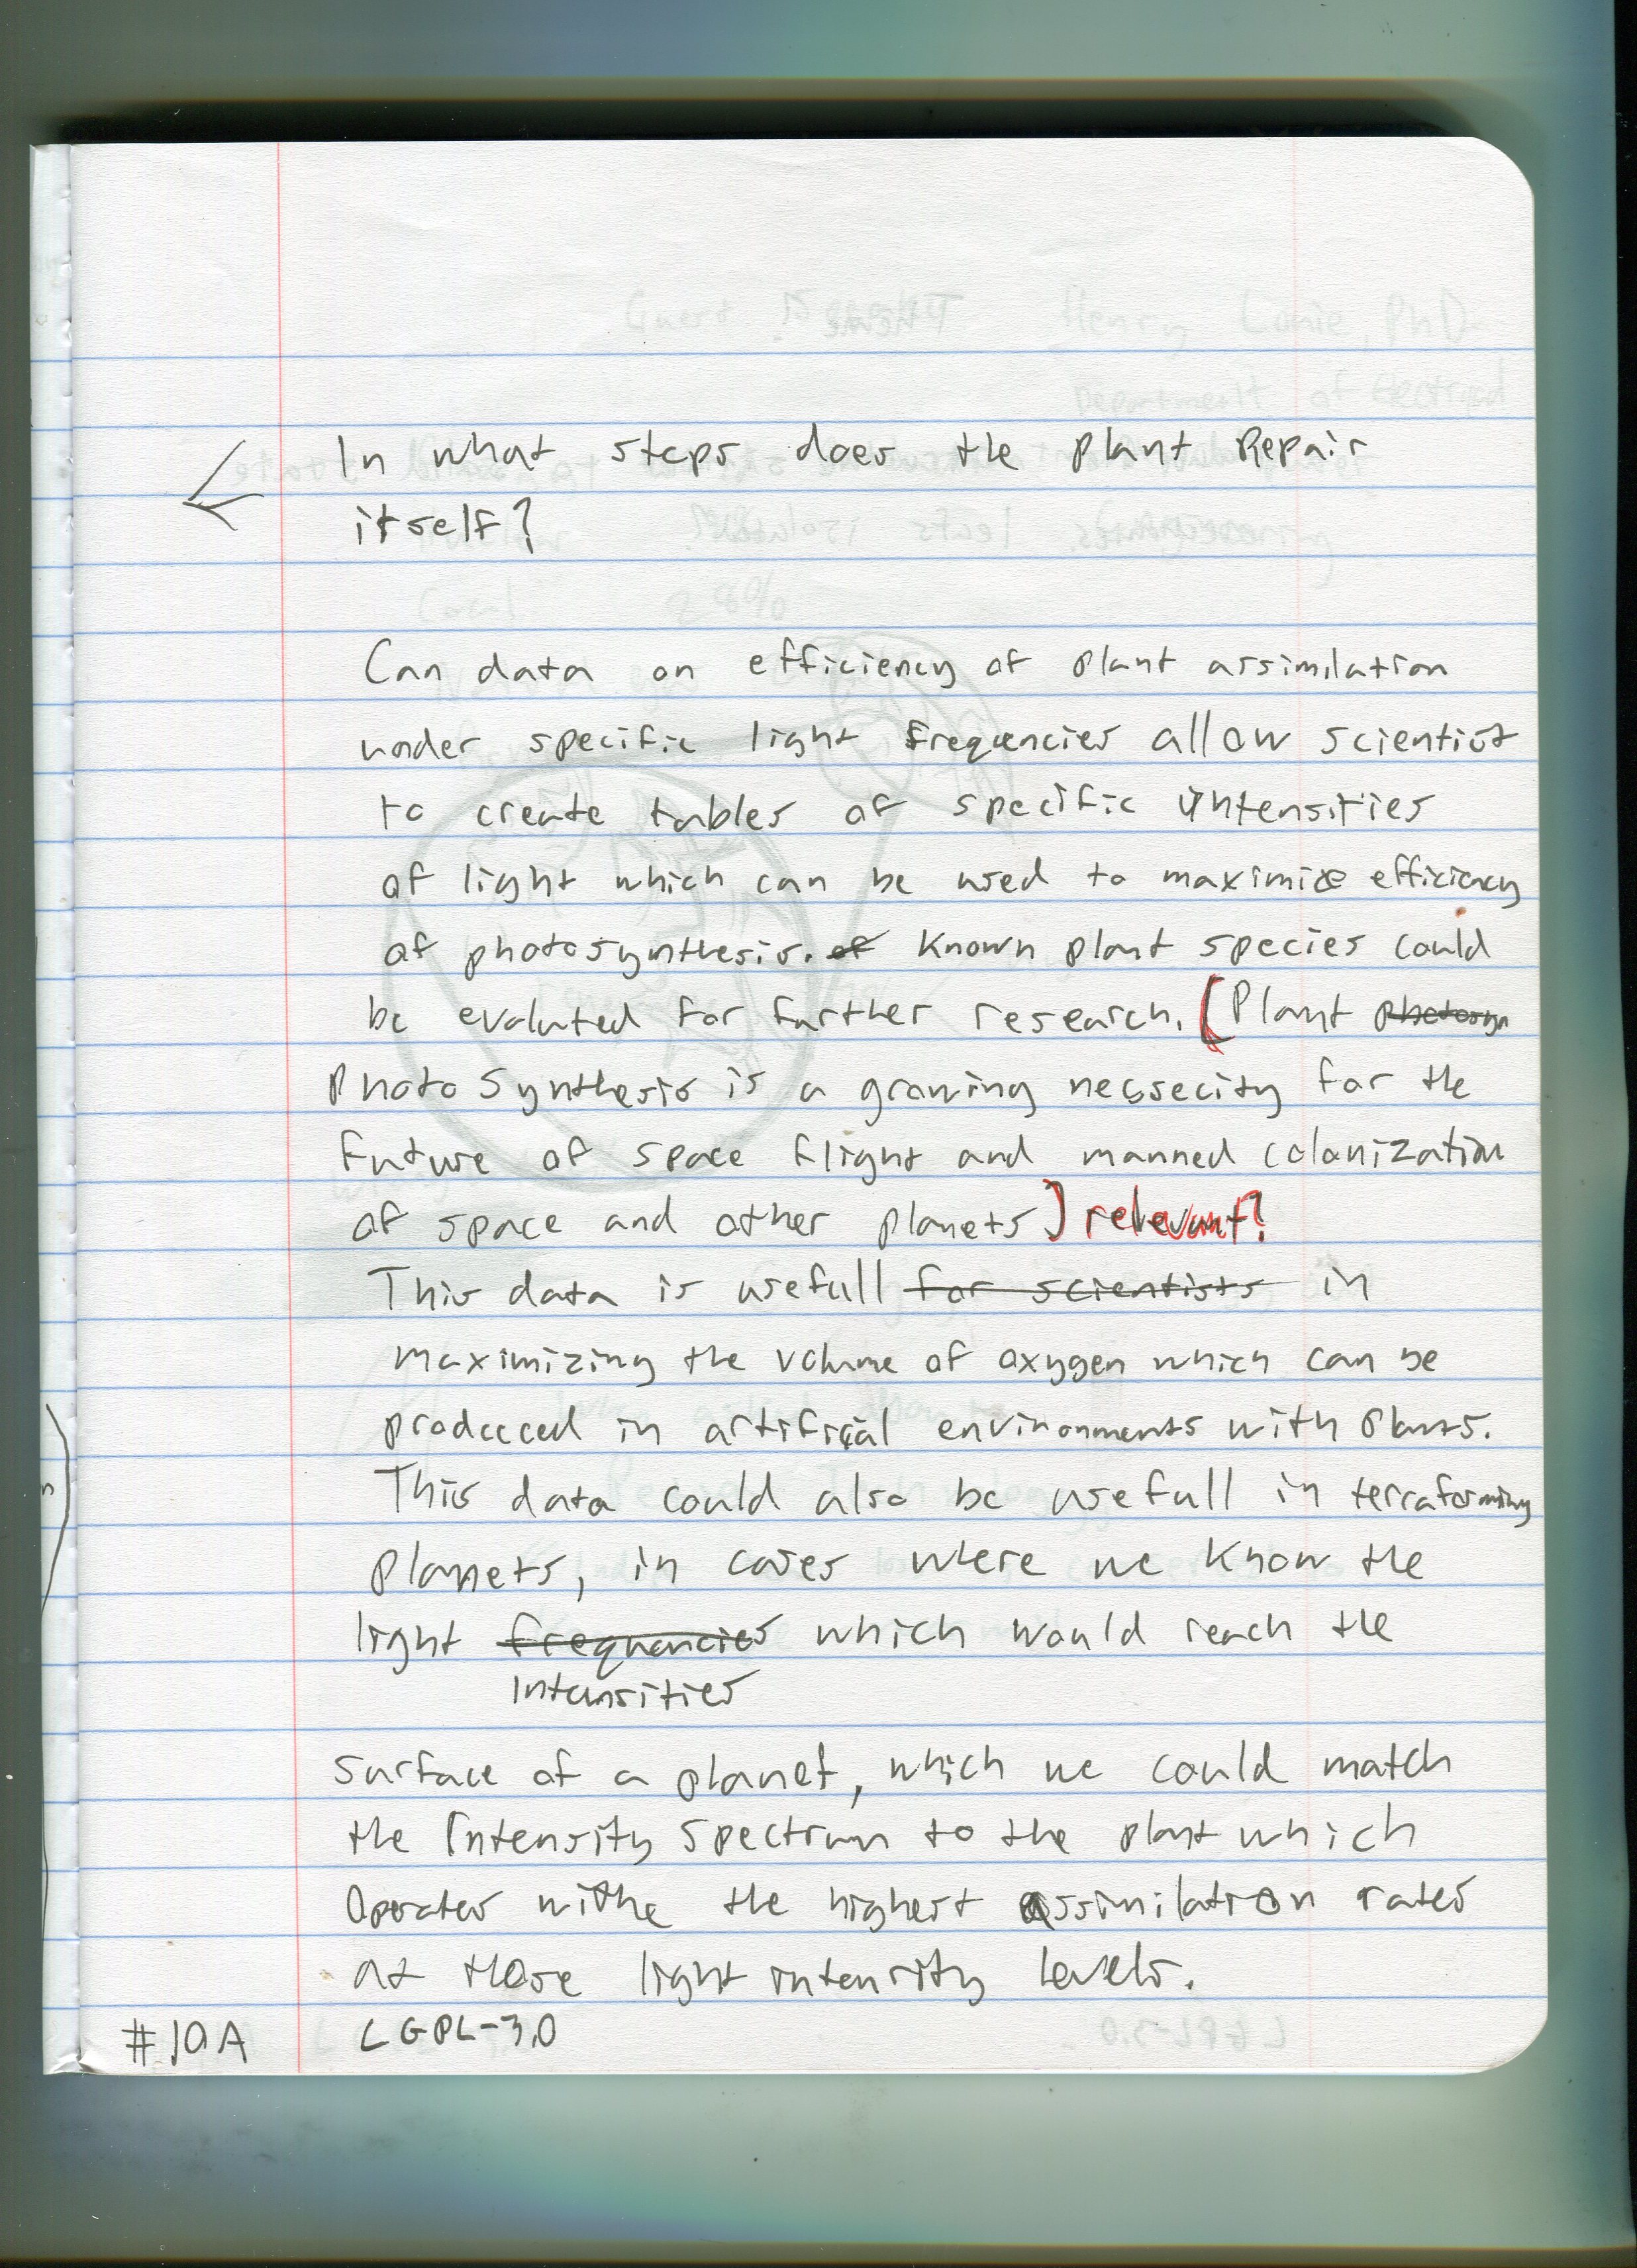 In what steps does the plant Repair
itself?
Can data on efficiency of plant assimilation
under specific light frequencies allow scientist
to create tables of specific intensities
of light which can be used to maximize efficiency
of photosynthesis. of Known plant species could
be evaluated for further research. [Plant photosyn
Photo Synthesis is a growing necssecity for the
future of space flight and manned colonization
of space and other planets] relevant?
This data is usefull for scientists in
maximizing the volume of oxygen which can be
produced in artificial environments with plants.
This data could also be usefull in terraforming
planets, in cases where we know the
light frequencies which would reach the
Intensities
surface of a planet, which we could match
the Intensity spectrum to the plant which
Operates withe the highest assimilation rates
at those light intensity levels.
#10A LGPL-3.0